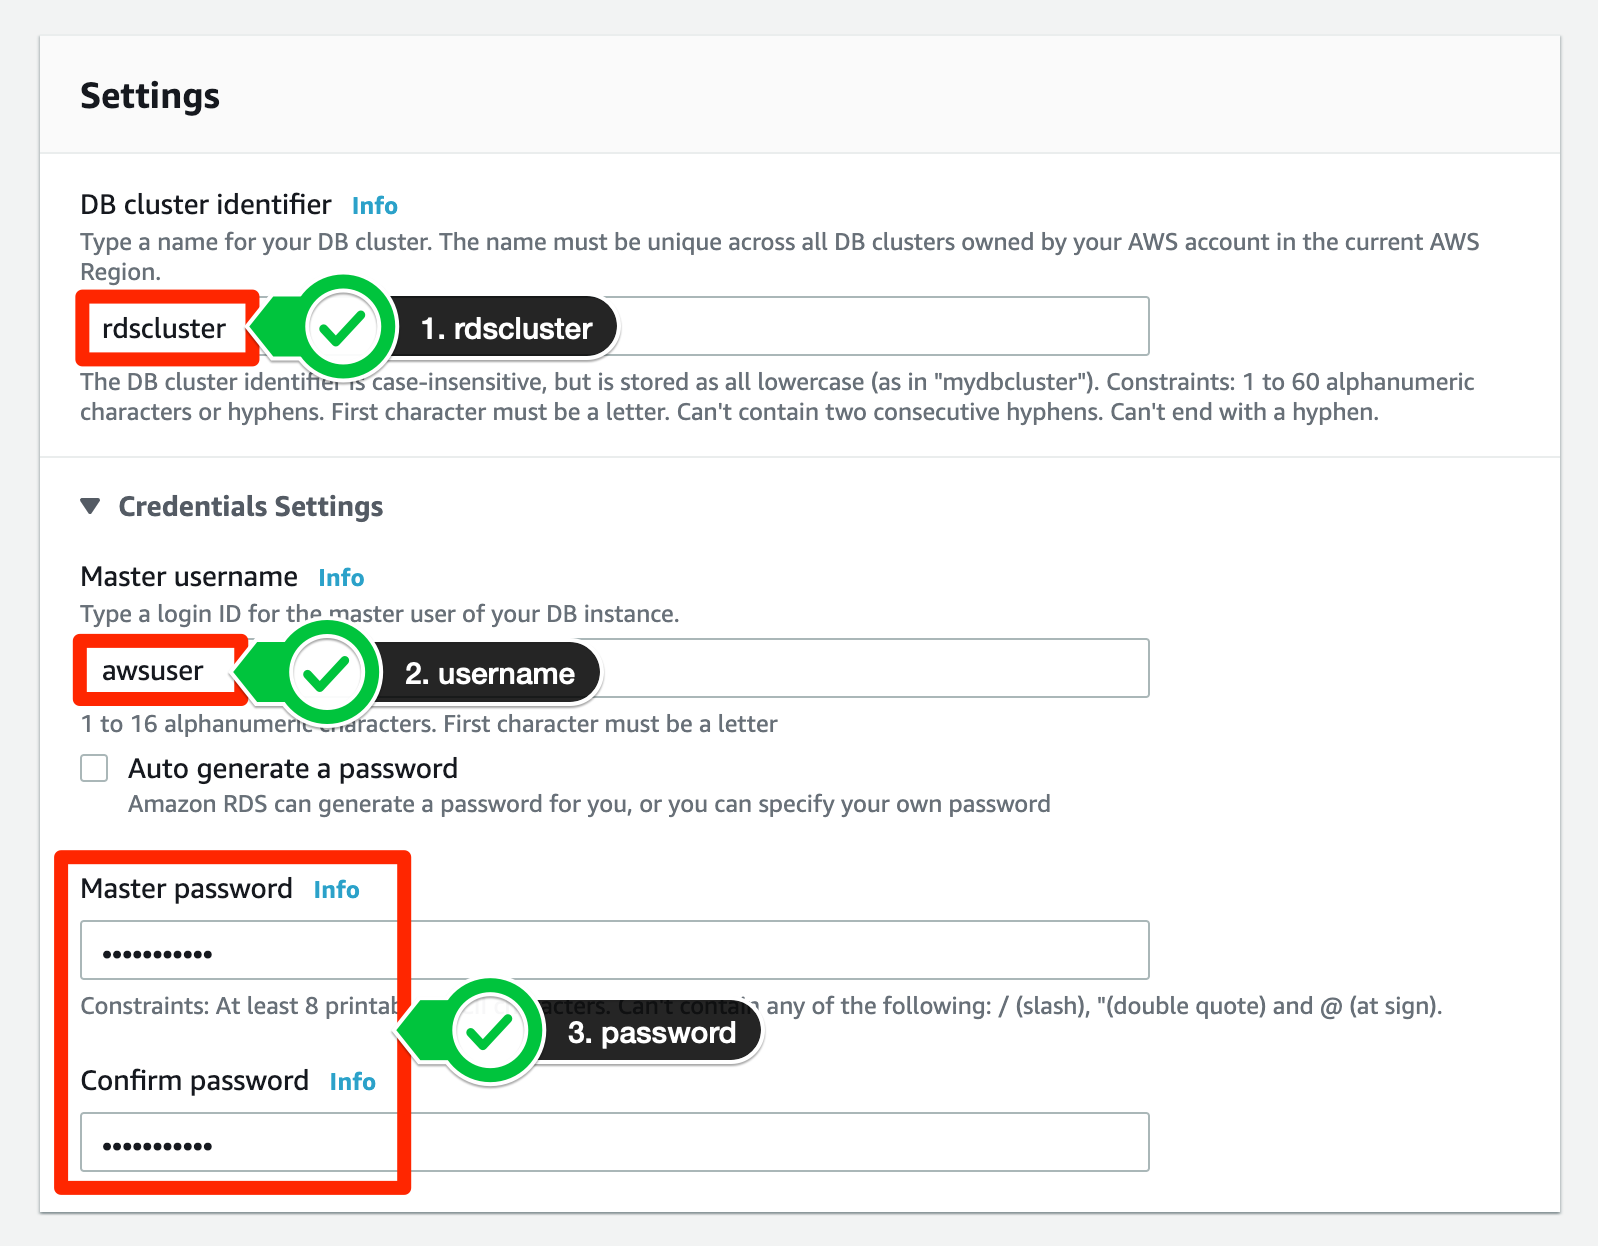 Settings
DB cluster identifier Info
Type a name for your DB cluster. The name must be unique across all DB clusters owned by your AWS account in the current AWS
Region.
rdscluster 1. rdscluster
The DB cluster identifier is case-insensitive, but is stored as all lowercase (as in "mydbcluster"). Constraints: 1 to 60 alphanumeric
characters or hyphens. First character must be a letter. Can't contain two consecutive hyphens. Can't end with a hyphen.
Credentials Settings
Master username Info
Type a login ID for the master user of your DB instance.
awsuser 2. username
1 to 16 alphanumeric characters. First character must be a letter
Auto generate a password
Amazon RDS can generate a password for you, or you can specify your own password
Master password Info
•••••••••••
Constraints: At least 8 Can't contain any of the following: / (slash), "(double quote) and @ (at sign).
3. password
Confirm password Info
•••••••••••